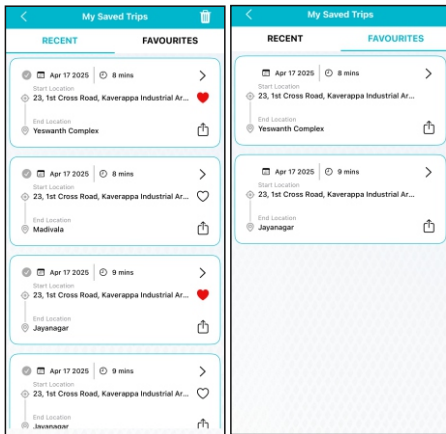 My Saved Trips
RECENT FAVOURITES
Apr 17 2025 8 mins
Start Location
23, 1st Cross Road, Kaverappa Industrial Ar...
End Location
Yeswanth Complex
Apr 17 2025 8 mins
Start Location
23, 1st Cross Road, Kaverappa Industrial Ar...
End Location
Madivala
Apr 17 2025 9 mins
Start Location
23, 1st Cross Road, Kaverappa Industrial Ar...
End Location
Jayanagar
Apr 17 2025 9 mins
Start Location
23, 1st Cross Road, Kaverappa Industrial Ar...
End Location
Jayanagar
My Saved Trips
RECENT FAVOURITES
Apr 17 2025 8 mins
Start Location
23, 1st Cross Road, Kaverappa Industrial Ar...
End Location
Yeswanth Complex
Apr 17 2025 9 mins
Start Location
23, 1st Cross Road, Kaverappa Industrial Ar...
End Location
Jayanagar